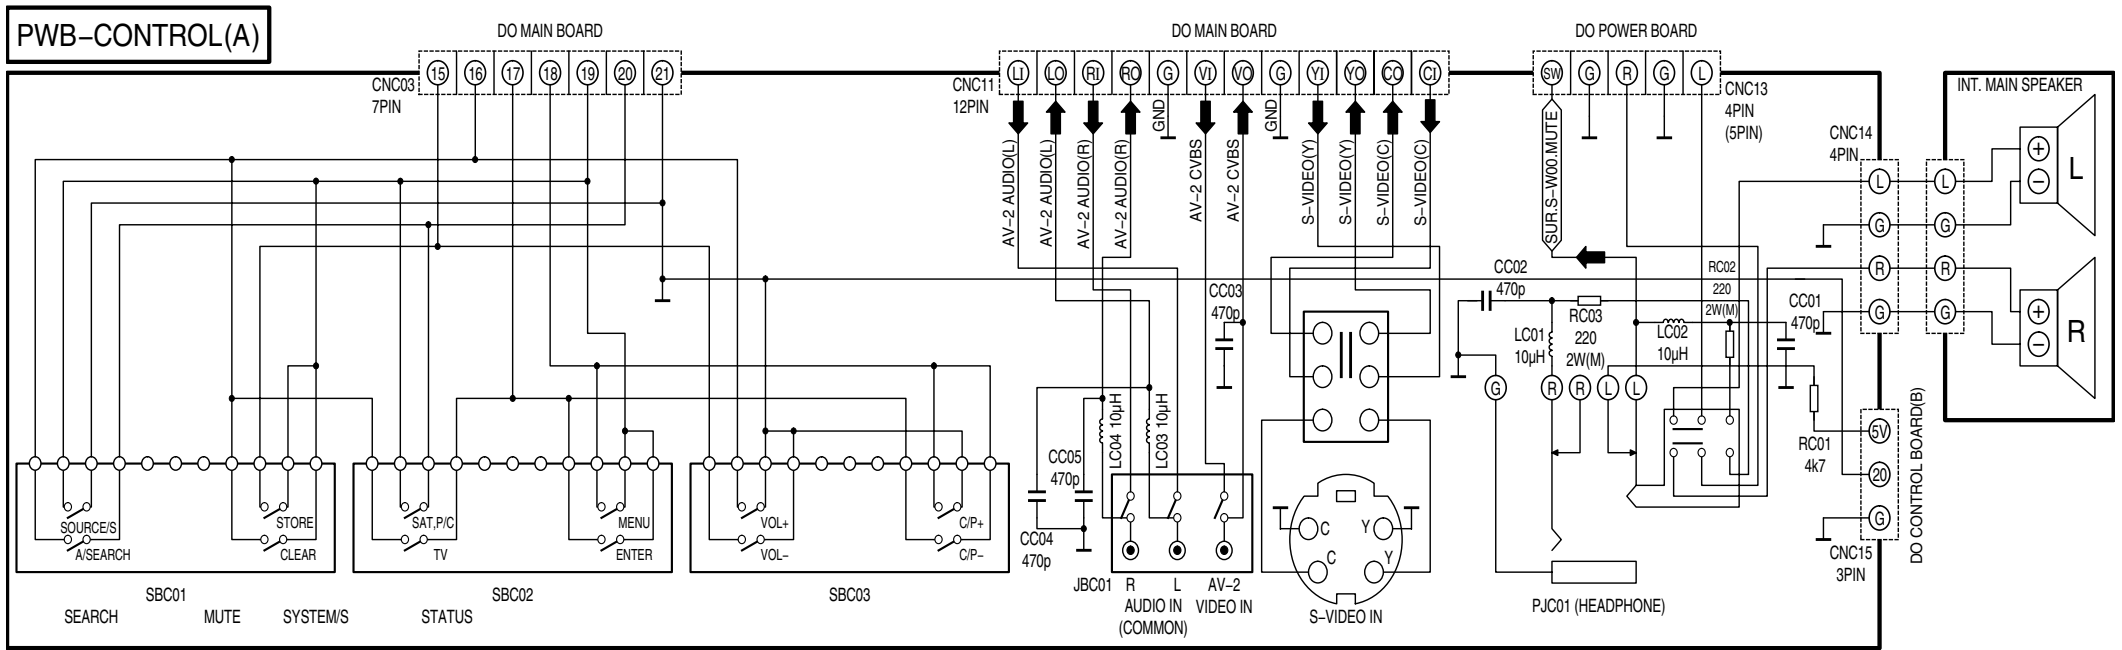 PWB-CONTROL(A)
DO MAIN BOARD
DO MAIN BOARD
DO POWER BOARD
CNC03
7PIN
15 16 17 18 19 20 21
CNC11
12PIN
LI LO RI RO G VI VO G YI YO CO CI
SW G R G L
CNC13
4PIN
(5PIN)
INT. MAIN SPEAKER
GND
GND
AV-2 AUDIO(L)
AV-2 AUDIO(L)
AV-2 AUDIO(R)
AV-2 AUDIO(R)
AV-2 CVBS
AV-2 CVBS
S-VIDEO(Y)
S-VIDEO(Y)
S-VIDEO(C)
S-VIDEO(C)
SUR.S-W00.MUTE
CNC14
4PIN
L
G
R
G
L
G
R
G
+
−
L
+
−
R
CC03
470p
CC02
470p
RC03
220
2W(M)
LC01
10µH
LC02
10µH
RC02
220
2W(M)
CC01
470p
G R R L L
LC04 10µH
LC03 10µH
CC05
470p
CC04
470p
RC01
4k7
5V
20
G
CNC15
3PIN
DO CONTROL BOARD(B)
SOURCE/S
A/SEARCH
STORE
CLEAR
SAT,P/C
TV
MENU
ENTER
VOL+
VOL-
C/P+
C/P-
SBC01
SBC02
SBC03
SEARCH
MUTE
SYSTEM/S
STATUS
JBC01 R L AV-2
AUDIO IN
(COMMON)
VIDEO IN
C Y
C Y
S-VIDEO IN
PJC01 (HEADPHONE)